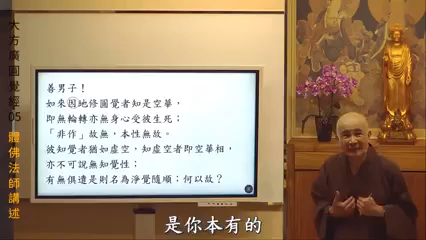 大方廣圓覺經05
體佛法師講述
善男子！
如來因地修圓覺者知是空華，
即無輪轉亦無身心受彼生死；
「非作」故無，本性無故。
彼知覺者猶如虛空，知虛空者即空華相，
亦不可說無知覺性；
有無俱遣是則名為淨覺隨順；何以故？
是你本有的